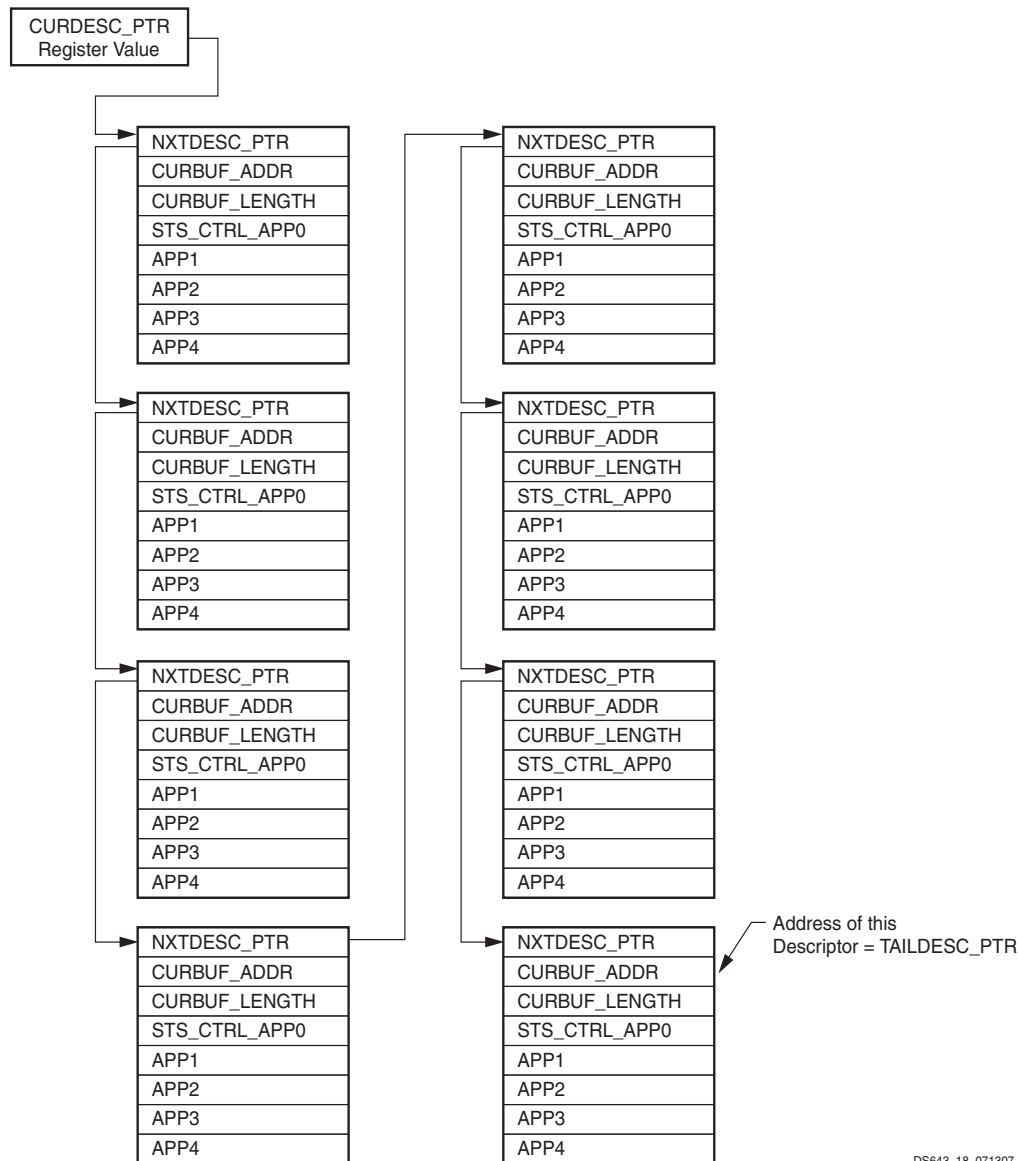 CURDESC_PTR
Register Value
NXTDESC_PTR
CURBUF_ADDR
CURBUF_LENGTH
STS_CTRL_APP0
APP1
APP2
APP3
APP4
NXTDESC_PTR
CURBUF_ADDR
CURBUF_LENGTH
STS_CTRL_APP0
APP1
APP2
APP3
APP4
NXTDESC_PTR
CURBUF_ADDR
CURBUF_LENGTH
STS_CTRL_APP0
APP1
APP2
APP3
APP4
NXTDESC_PTR
CURBUF_ADDR
CURBUF_LENGTH
STS_CTRL_APP0
APP1
APP2
APP3
APP4
NXTDESC_PTR
CURBUF_ADDR
CURBUF_LENGTH
STS_CTRL_APP0
APP1
APP2
APP3
APP4
NXTDESC_PTR
CURBUF_ADDR
CURBUF_LENGTH
STS_CTRL_APP0
APP1
APP2
APP3
APP4
NXTDESC_PTR
CURBUF_ADDR
CURBUF_LENGTH
STS_CTRL_APP0
APP1
APP2
APP3
APP4
NXTDESC_PTR
CURBUF_ADDR
CURBUF_LENGTH
STS_CTRL_APP0
APP1
APP2
APP3
APP4
Address of this
Descriptor = TAILDESC_PTR
DS643_18_071307